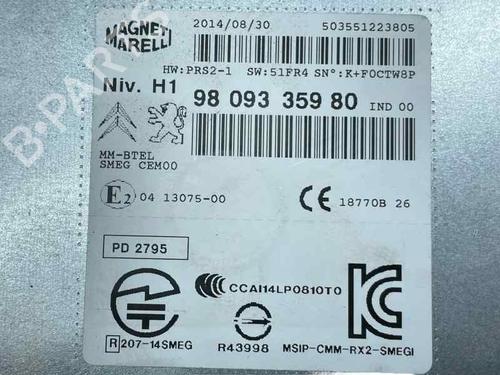 MAGNETI
MARELLI
2014/08/30 503551223805
HW:PRS2-1 SW:51FR4 SN°:K+F0CTW8P
Niv. H1
98 093 359 80 IND 00
MM-BTEL
SMEG CEM00
E2 04 13075-00
CE 18770B 26
PD 2795
CCAI14LP0810T0
R 207-14SMEG
R43998
MSIP-CMM-RX2-SMEGI
B-PARTS